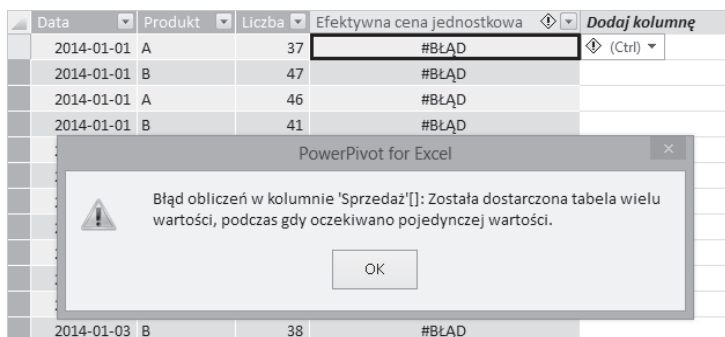 Data Produkt Liczba Efektywna cena jednostkowa Dodaj kolumnę
2014-01-01 A 37 #BŁĄD (Ctrl)
2014-01-01 B 47 #BŁĄD
2014-01-01 A 46 #BŁĄD
2014-01-01 B 41 #BŁĄD
PowerPivot for Excel
Błąd obliczeń w kolumnie 'Sprzedaż'[]: Została dostarczona tabela wielu
wartości, podczas gdy oczekiwano pojedynczej wartości.
OK
2014-01-03 B 38 #BŁĄD